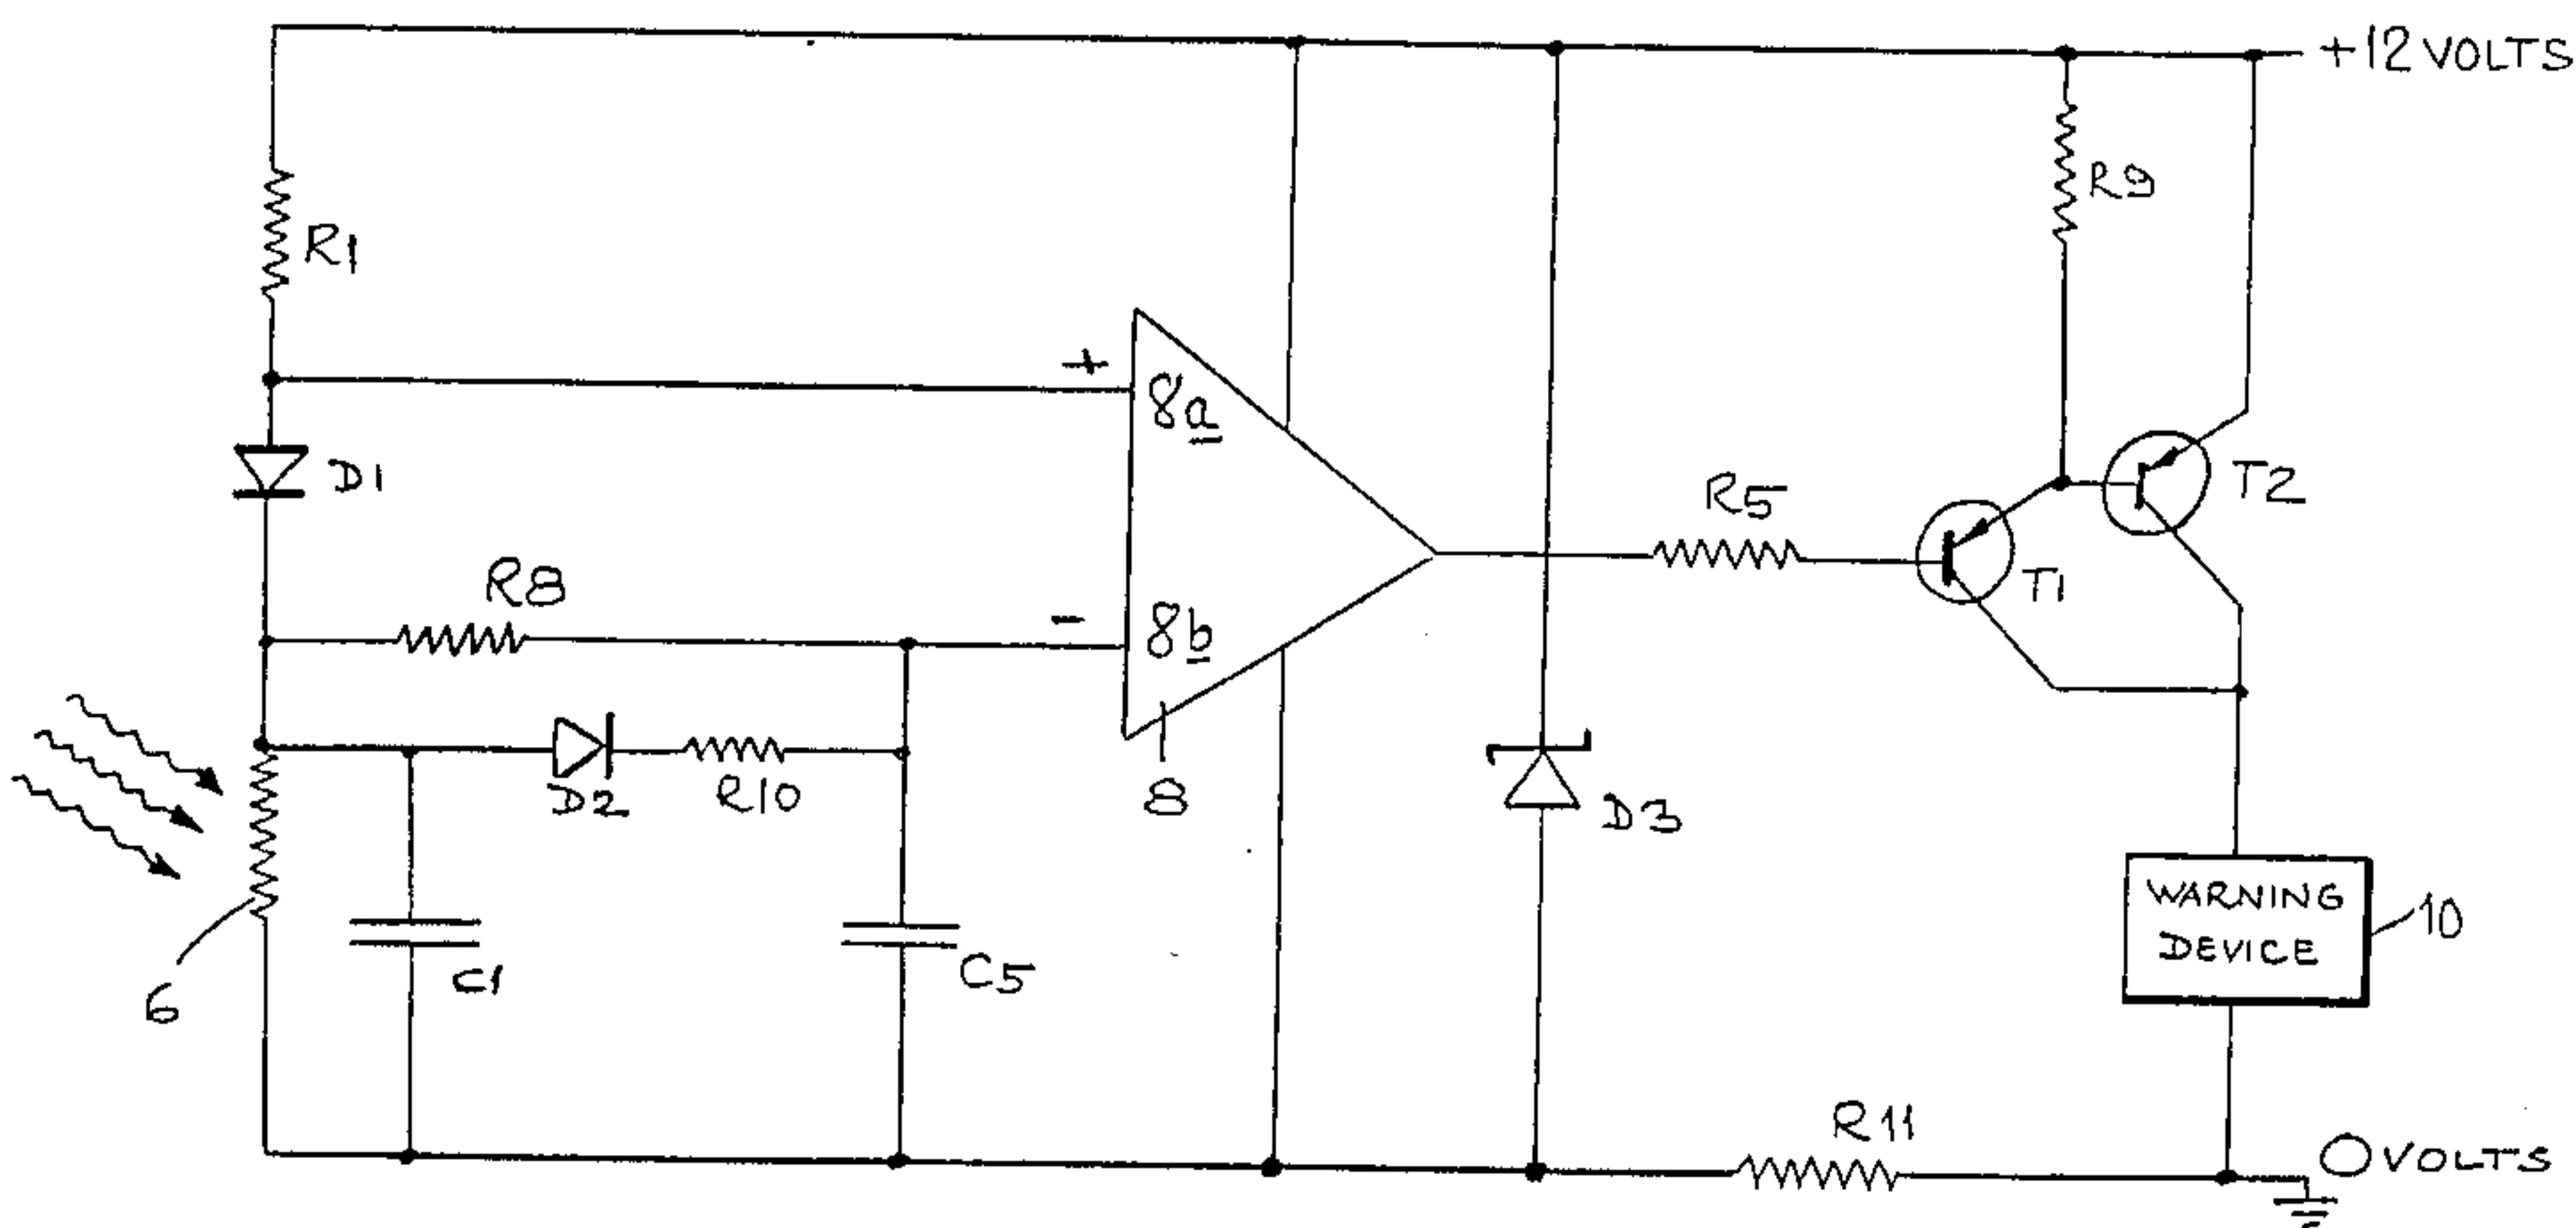 +12 VOLTS
R1
R9
+
8a
D1
R5
T2
T1
R8
-
8b
D2
R10
8
D3
WARNING
DEVICE
10
6
C1
C5
R11
0 VOLTS